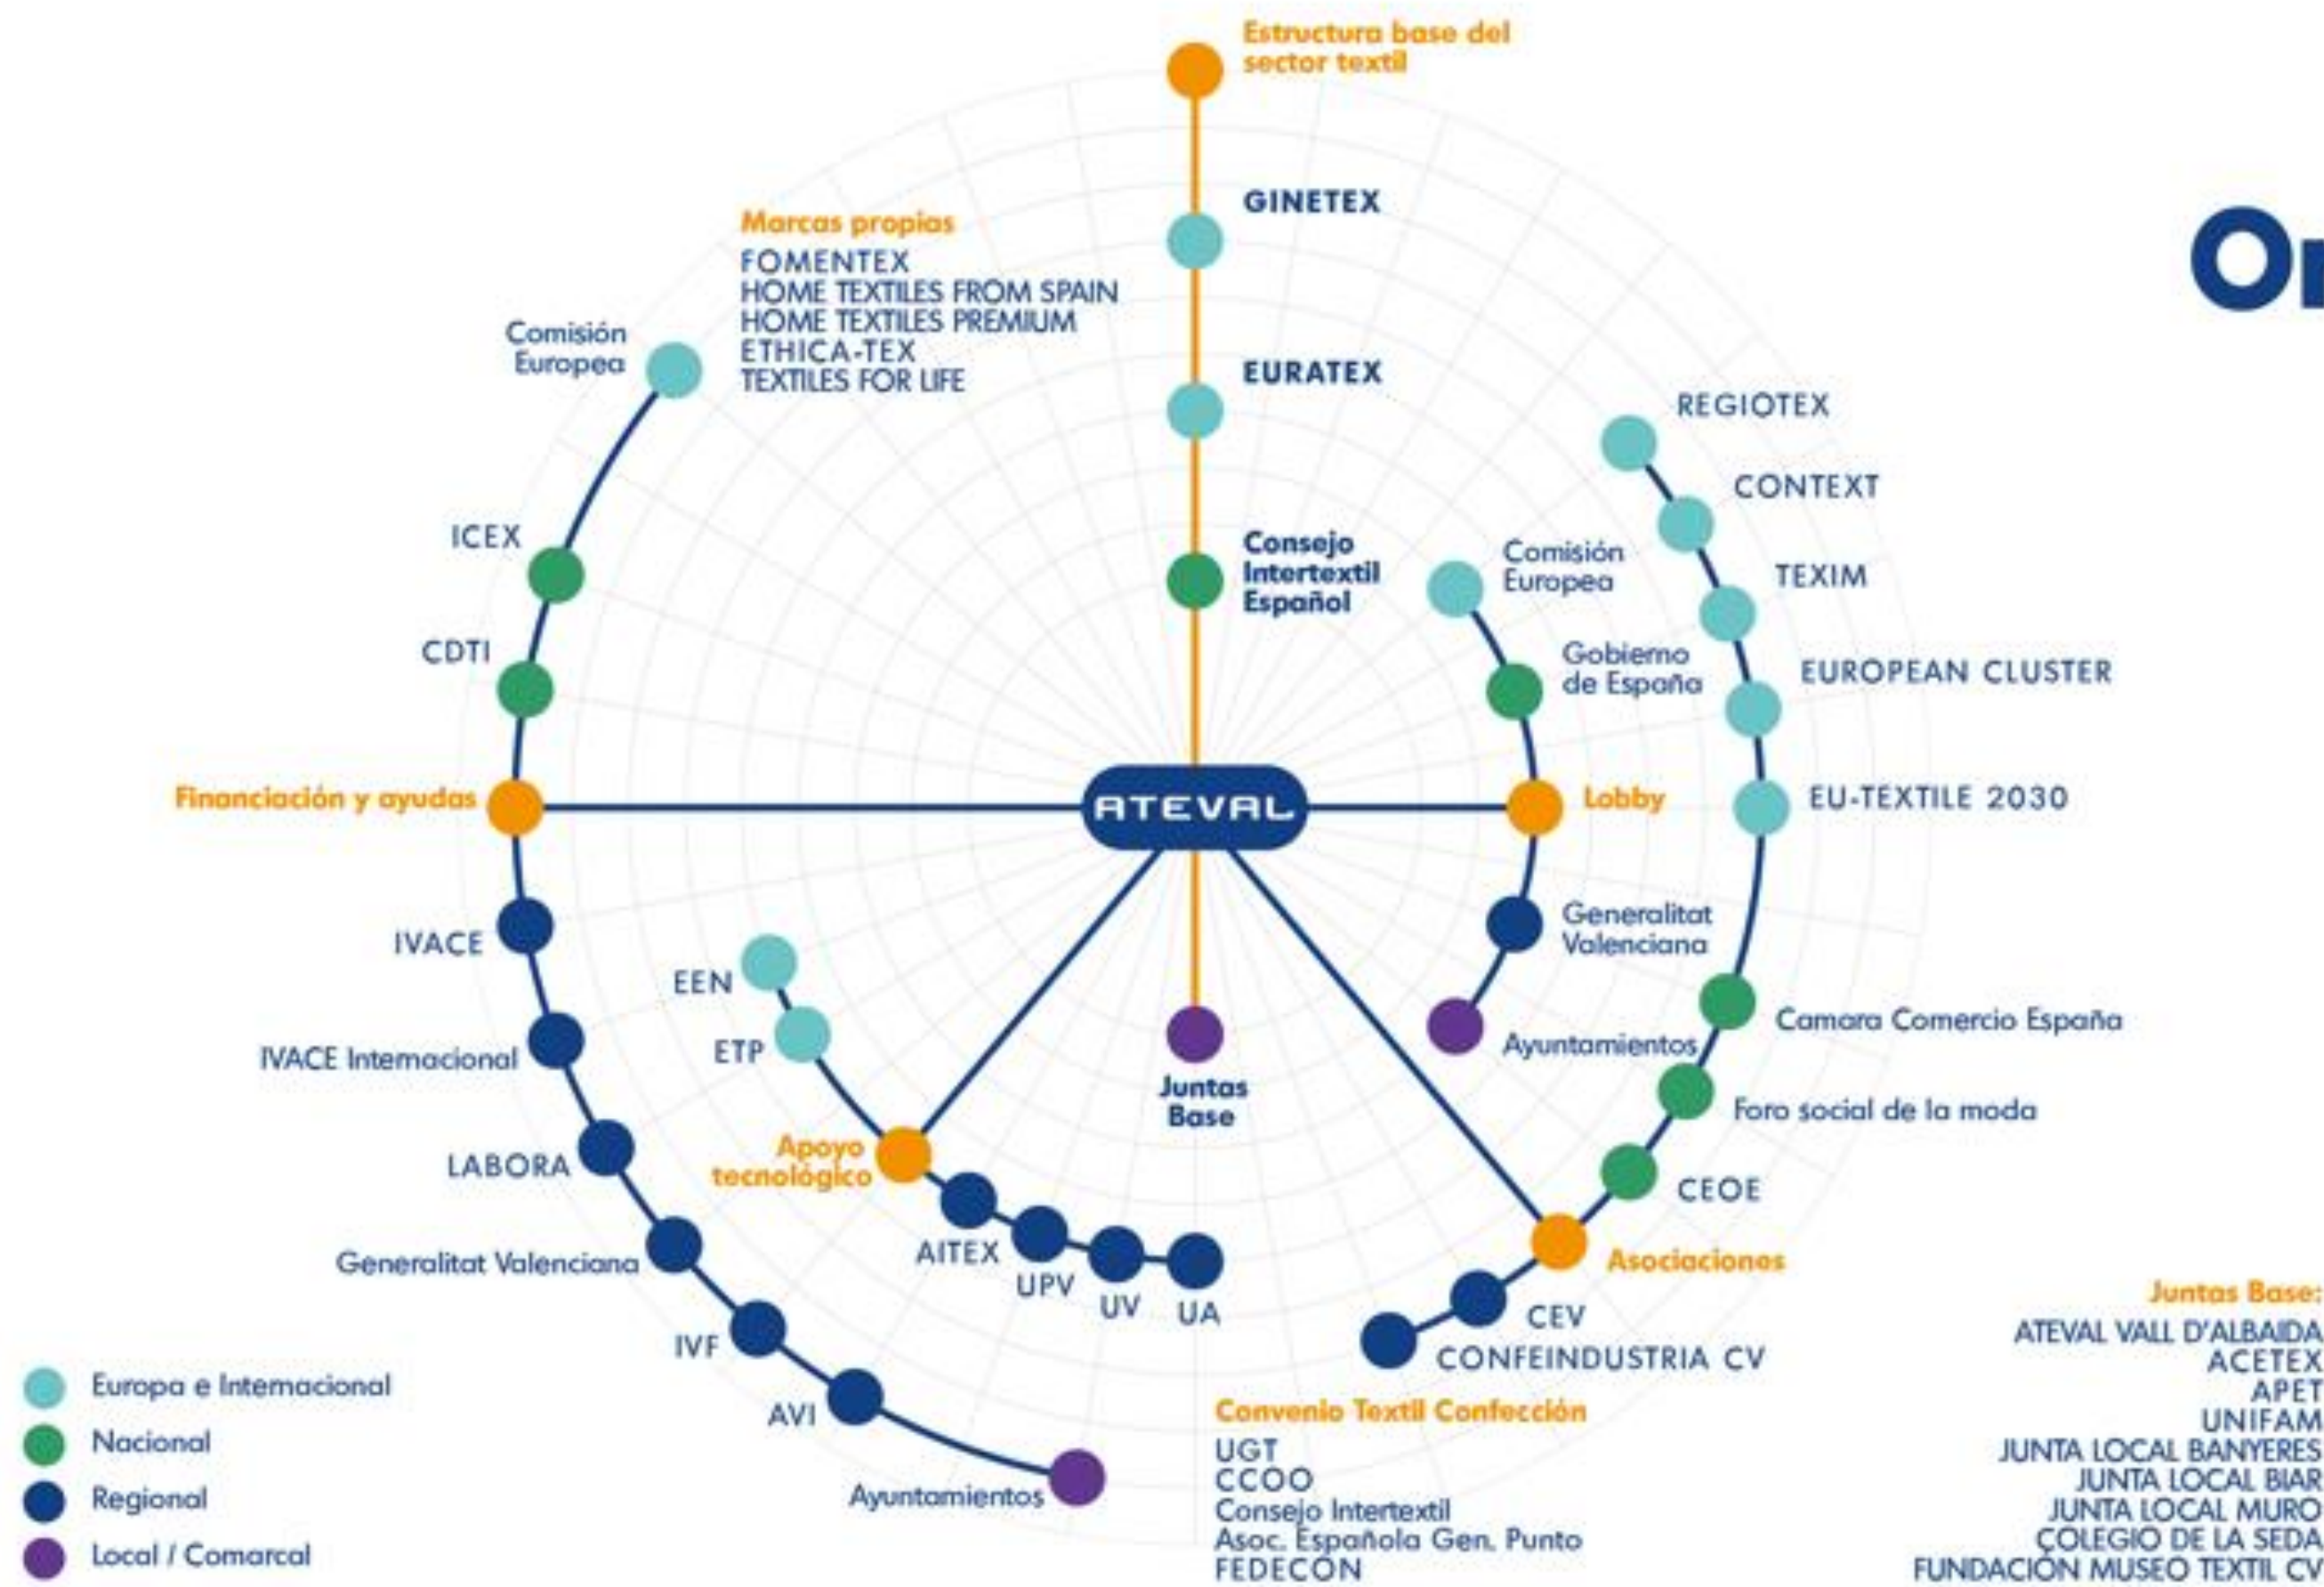 Estructura base del
sector textil
GINETEX
EURATEX
Consejo
Intertextil
Español
Marcas propias
FOMENTEX
HOME TEXTILES FROM SPAIN
HOME TEXTILES PREMIUM
ETHICA-TEX
TEXTILES FOR LIFE
Comisión
Europea
ICEX
CDTI
Financiación y ayudas
IVACE
IVACE Internacional
LABORA
Generalitat Valenciana
IVF
AVI
Ayuntamientos
ATEVAL
EEN
ETP
Apoyo
tecnológico
AITEX
UPV
UV
UA
Juntas
Base
Comisión
Europea
Gobierno
de España
Lobby
Generalitat
Valenciana
Ayuntamientos
REGIOTEX
CONTEXT
TEXIM
EUROPEAN CLUSTER
EU-TEXTILE 2030
Camara Comercio España
Foro social de la moda
CEOE
Asociaciones
CEV
CONFEINDUSTRIA CV
Europa e Internacional
Nacional
Regional
Local / Comarcal
Convenio Textil Confección
UGT
CCOO
Consejo Intertextil
Asoc. Española Gen. Punto
FEDECON
Juntas Base:
ATEVAL VALL D'ALBAIDA
ACETEX
APET
UNIFAM
JUNTA LOCAL BANYERES
JUNTA LOCAL BIAR
JUNTA LOCAL MURO
COLEGIO DE LA SEDA
FUNDACIÓN MUSEO TEXTIL CV